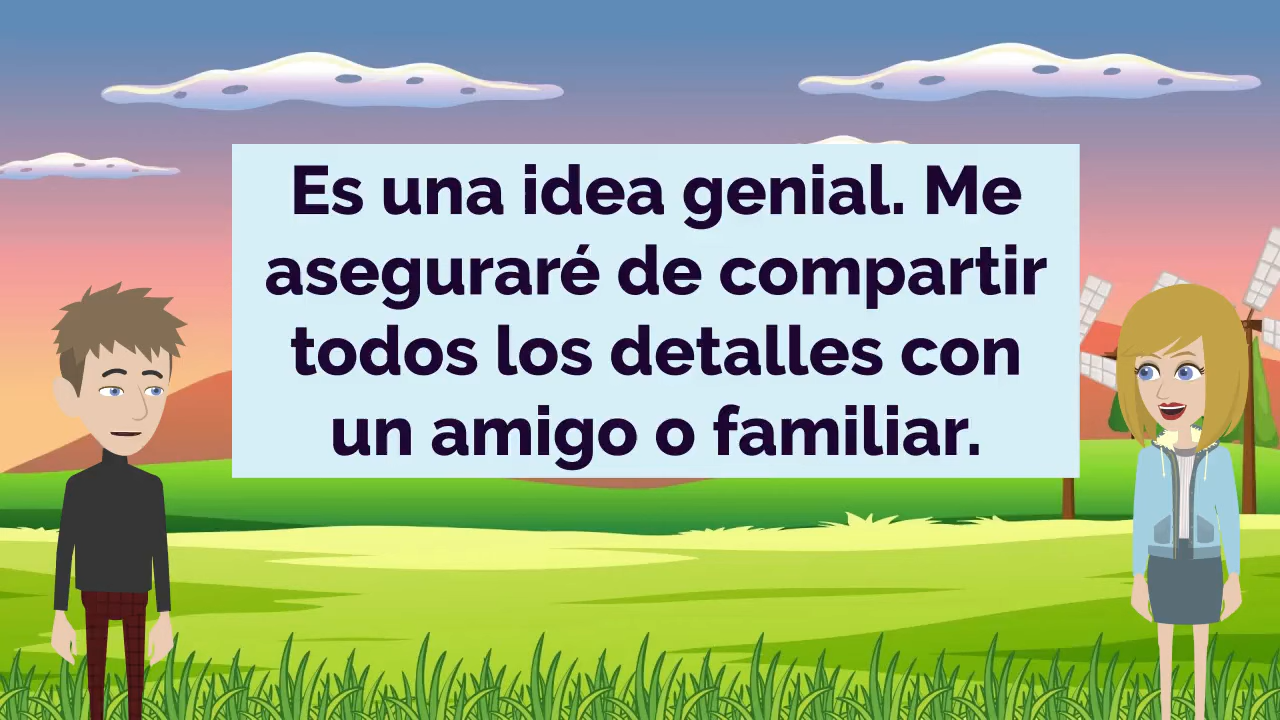 Es una idea genial. Me
aseguraré de compartir
todos los detalles con
un amigo o familiar.